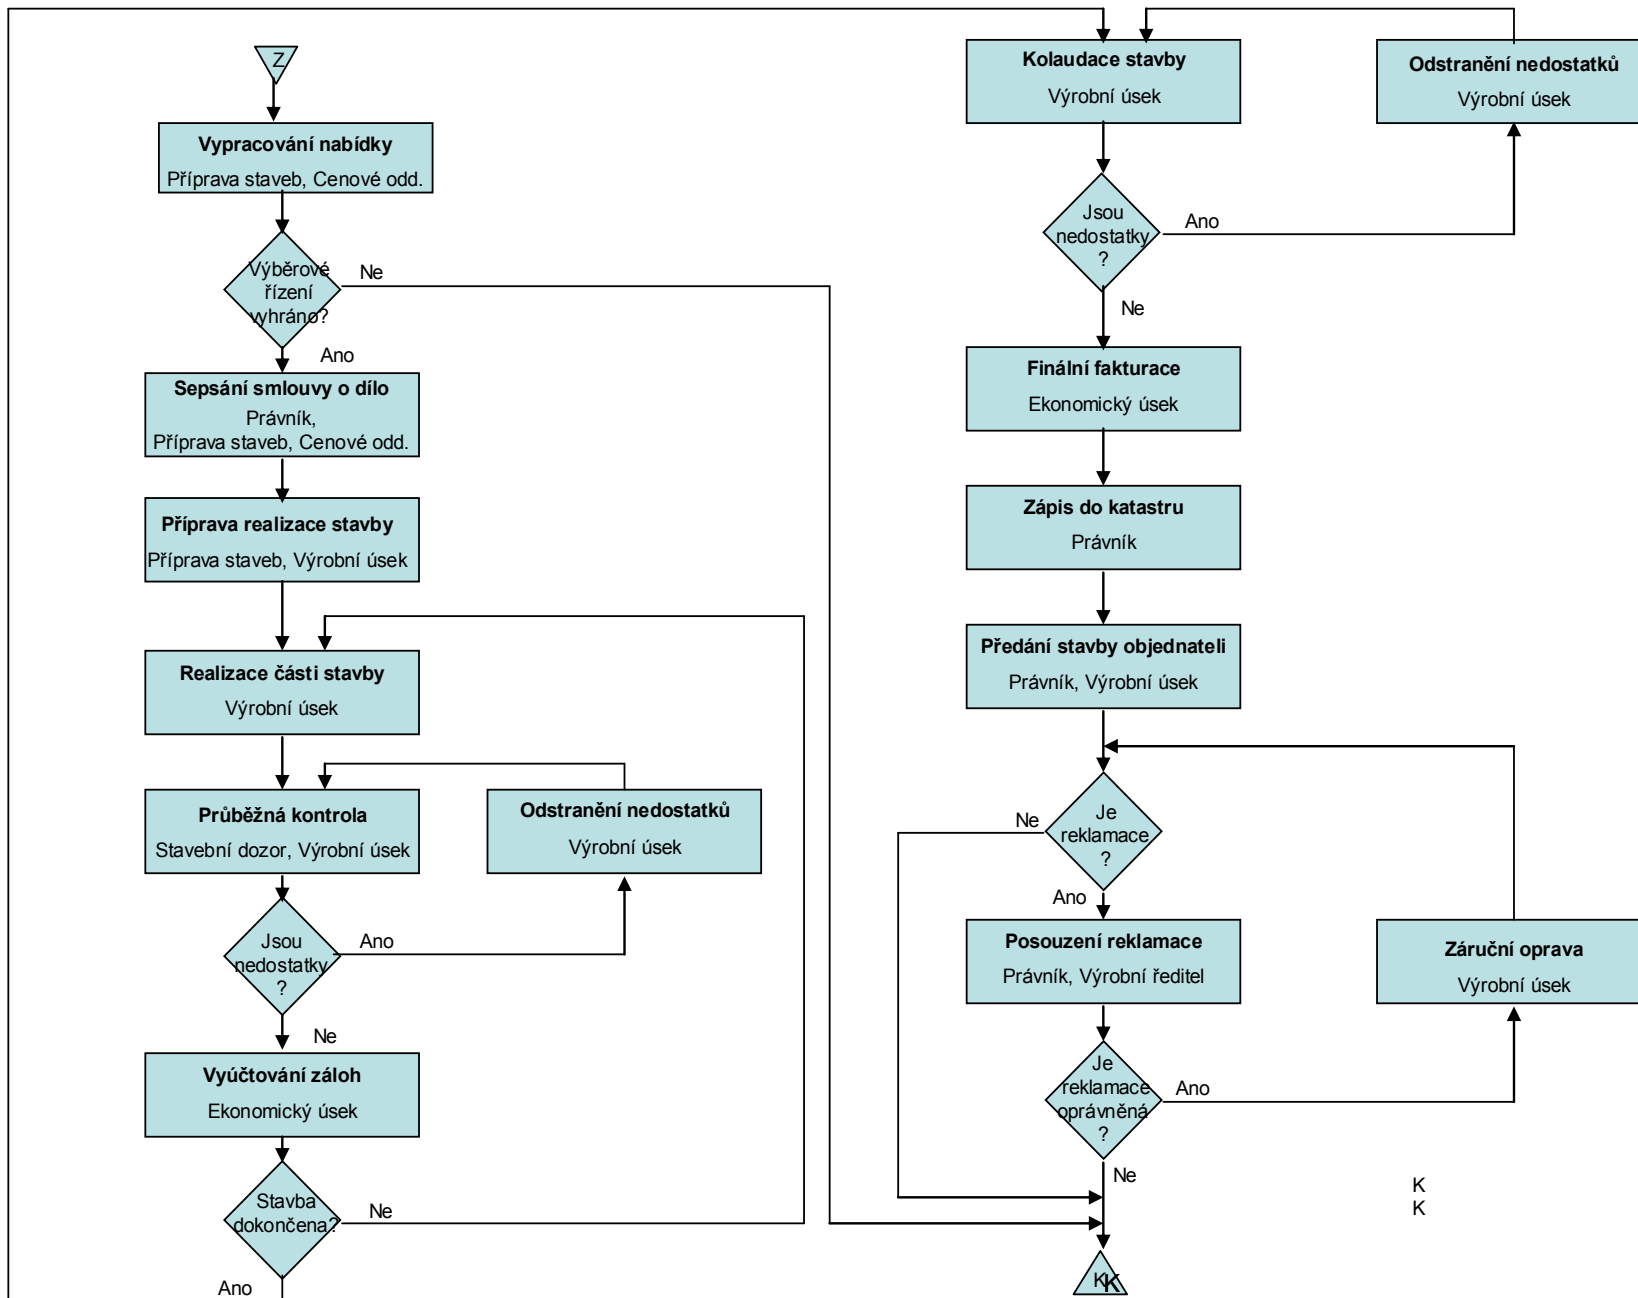 Z
Vypracování nabídky
Příprava staveb, Cenové odd.
Výběrové
řízení
vyhráno?
Ne
Ano
Sepsání smlouvy o dílo
Právník,
Příprava staveb, Cenové odd.
Příprava realizace stavby
Příprava staveb, Výrobní úsek
Realizace části stavby
Výrobní úsek
Průběžná kontrola
Stavební dozor, Výrobní úsek
Odstranění nedostatků
Výrobní úsek
Jsou
nedostatky
?
Ano
Ne
Vyúčtování záloh
Ekonomický úsek
Stavba
dokončena?
Ne
Ano
Kolaudace stavby
Výrobní úsek
Odstranění nedostatků
Výrobní úsek
Jsou
nedostatky
?
Ano
Ne
Finální fakturace
Ekonomický úsek
Zápis do katastru
Právník
Předání stavby objednateli
Právník, Výrobní úsek
Je
reklamace
?
Ne
Ano
Posouzení reklamace
Právník, Výrobní ředitel
Záruční oprava
Výrobní úsek
Je
reklamace
oprávněná
?
Ano
Ne
K
K
KK